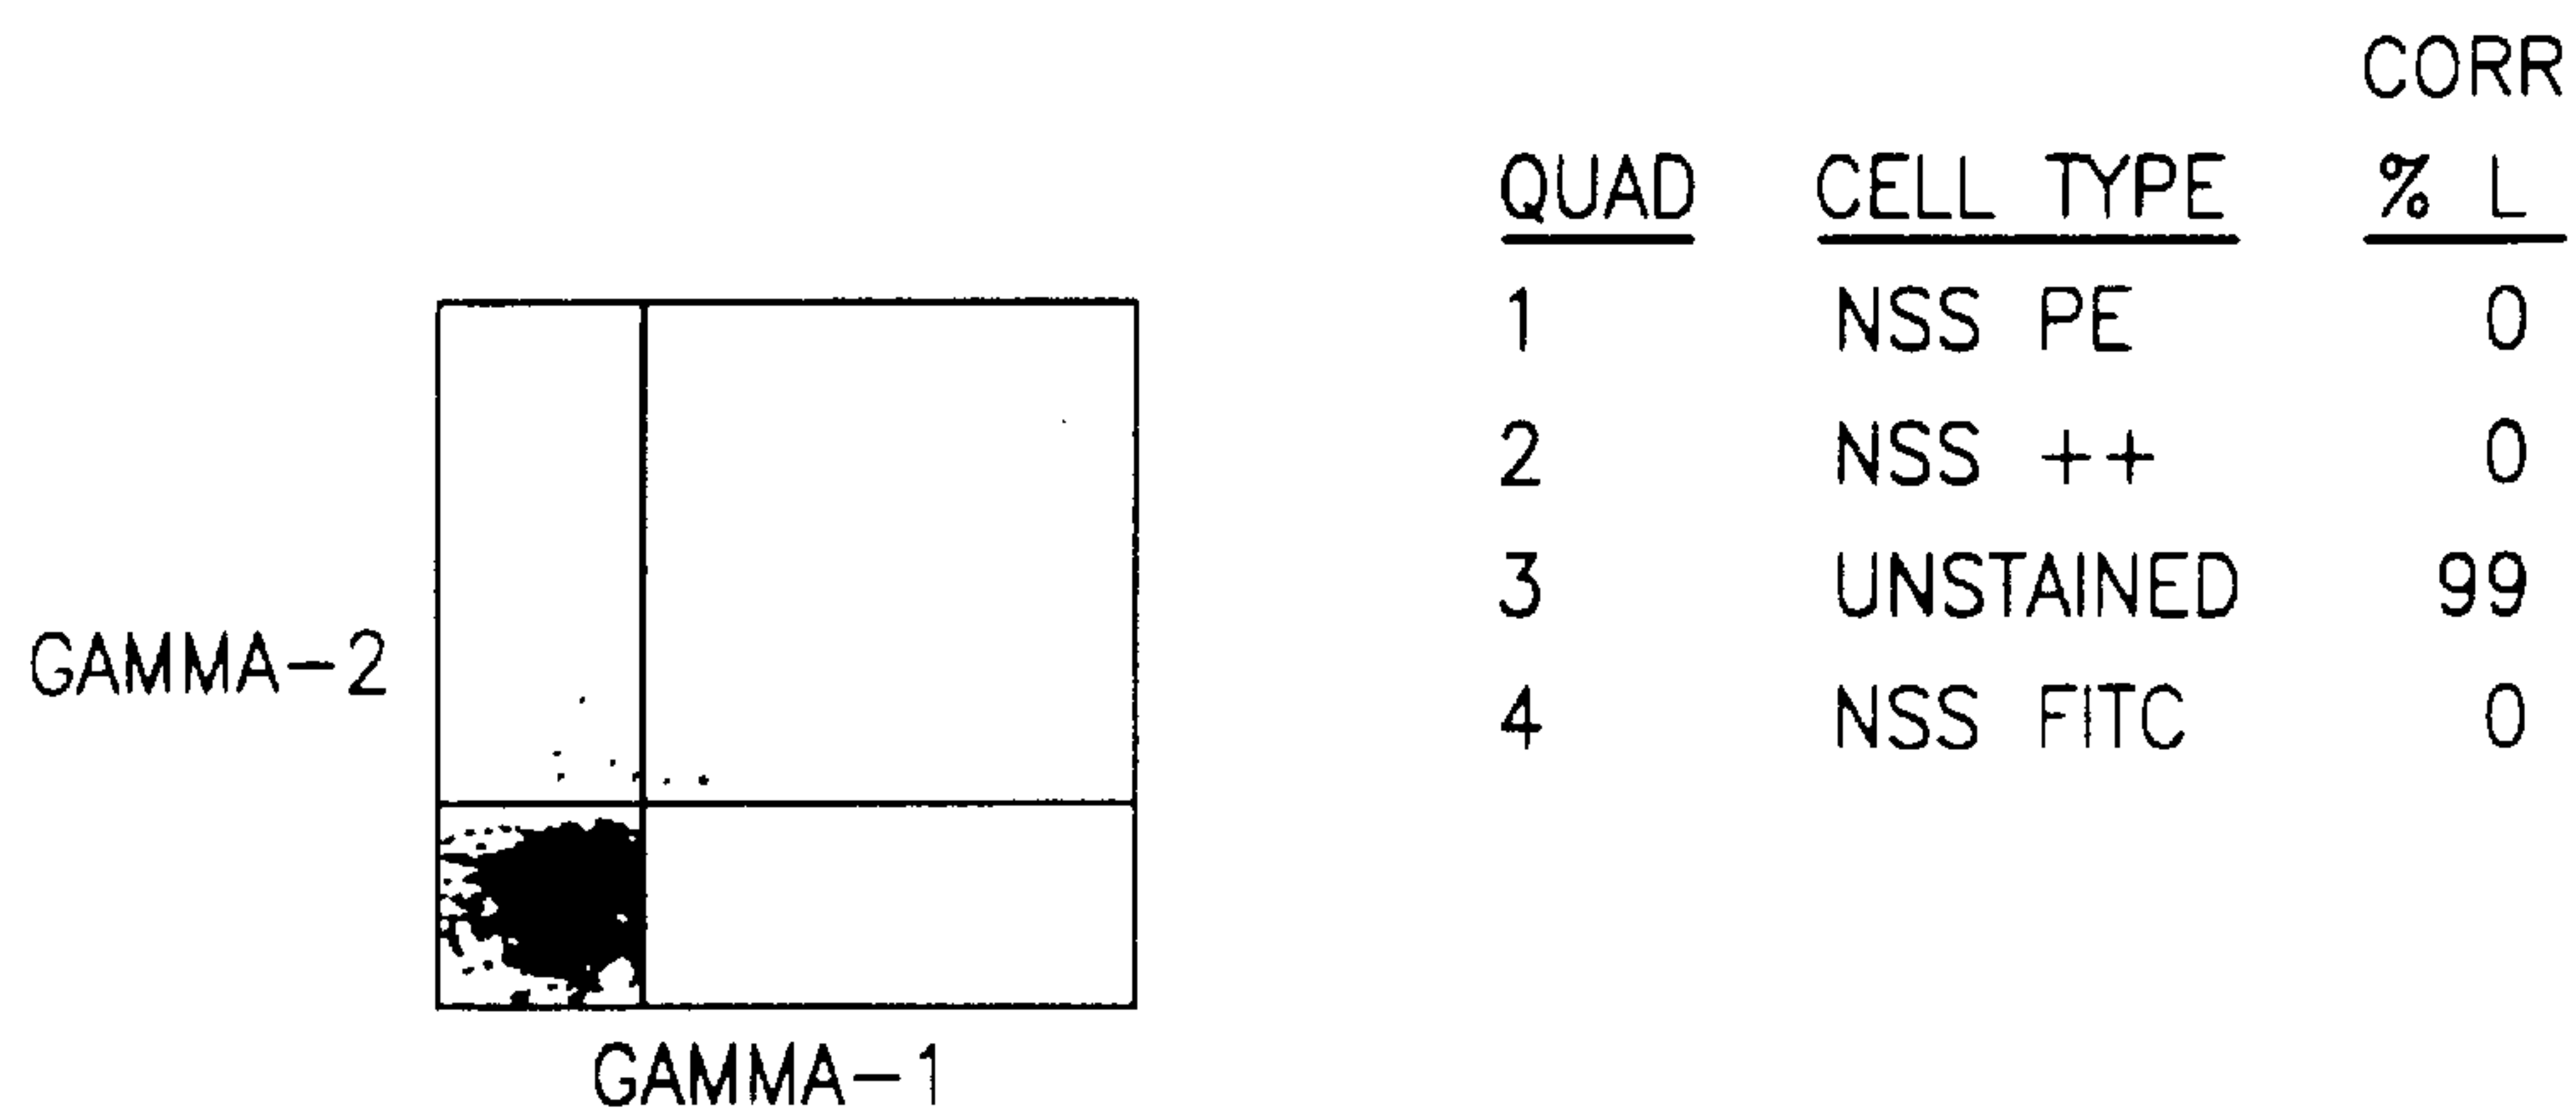 CORR
QUAD CELL TYPE % L
1 NSS PE 0
2 NSS ++ 0
3 UNSTAINED 99
4 NSS FITC 0
GAMMA-2
GAMMA-1